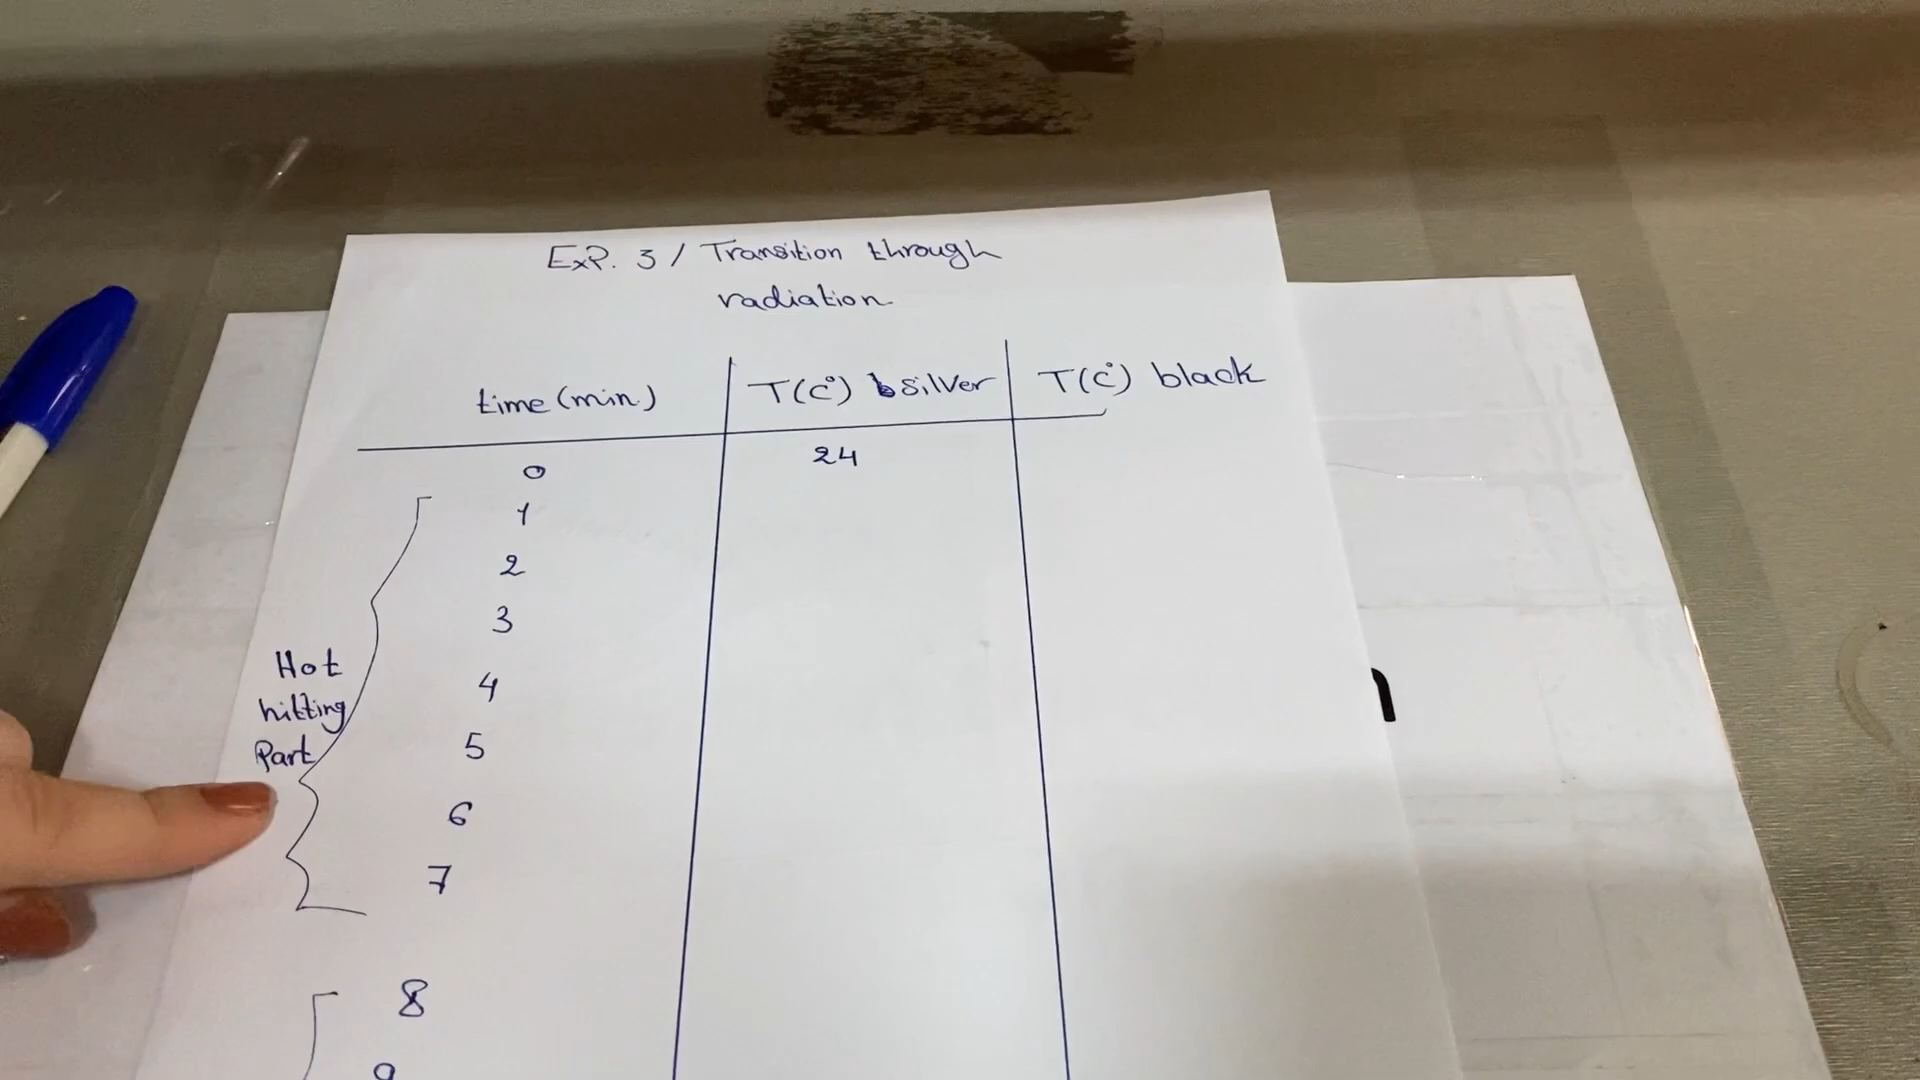 Exp. 3 / Transition through
radiation
time (min.) T(C°) silver T(C°) black
0 24
1
2
3
4
Hot
hitting
Part
5
6
7
8
9
n